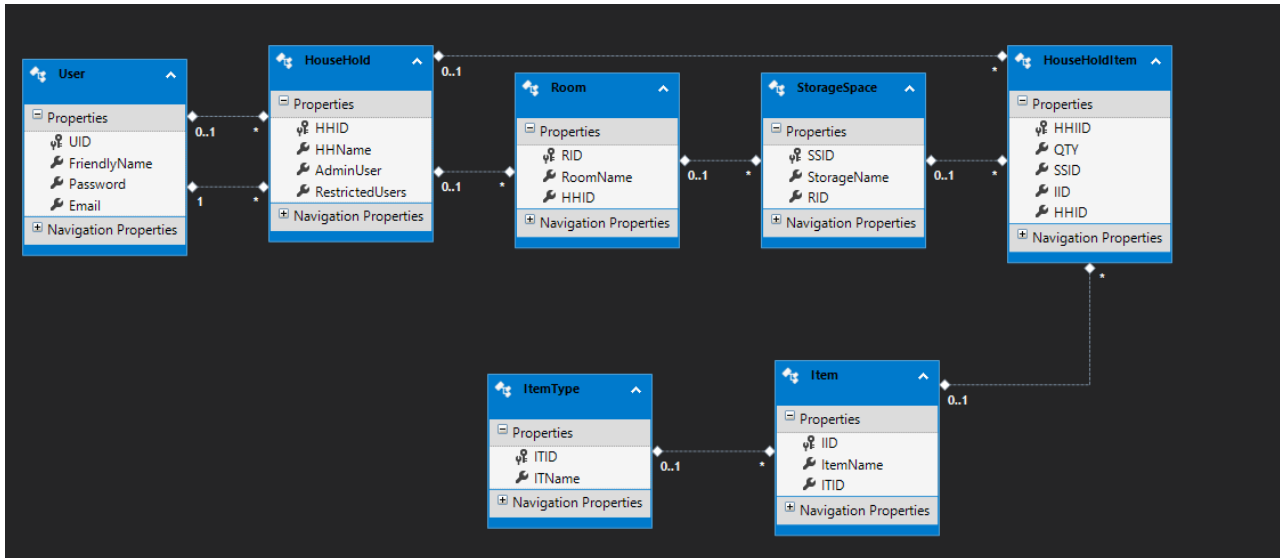 User
Properties
UID
FriendlyName
Password
Email
Navigation Properties
0..1
*
1
*
HouseHold
Properties
HHID
HHName
AdminUser
RestrictedUsers
Navigation Properties
0..1
*
0..1
*
Room
Properties
RID
RoomName
HHID
Navigation Properties
0..1
*
StorageSpace
Properties
SSID
StorageName
RID
Navigation Properties
0..1
*
HouseHoldItem
Properties
HHIID
QTY
SSID
IID
HHID
Navigation Properties
*
ItemType
Properties
ITID
ITName
Navigation Properties
0..1
*
Item
Properties
IID
ItemName
ITID
Navigation Properties
0..1